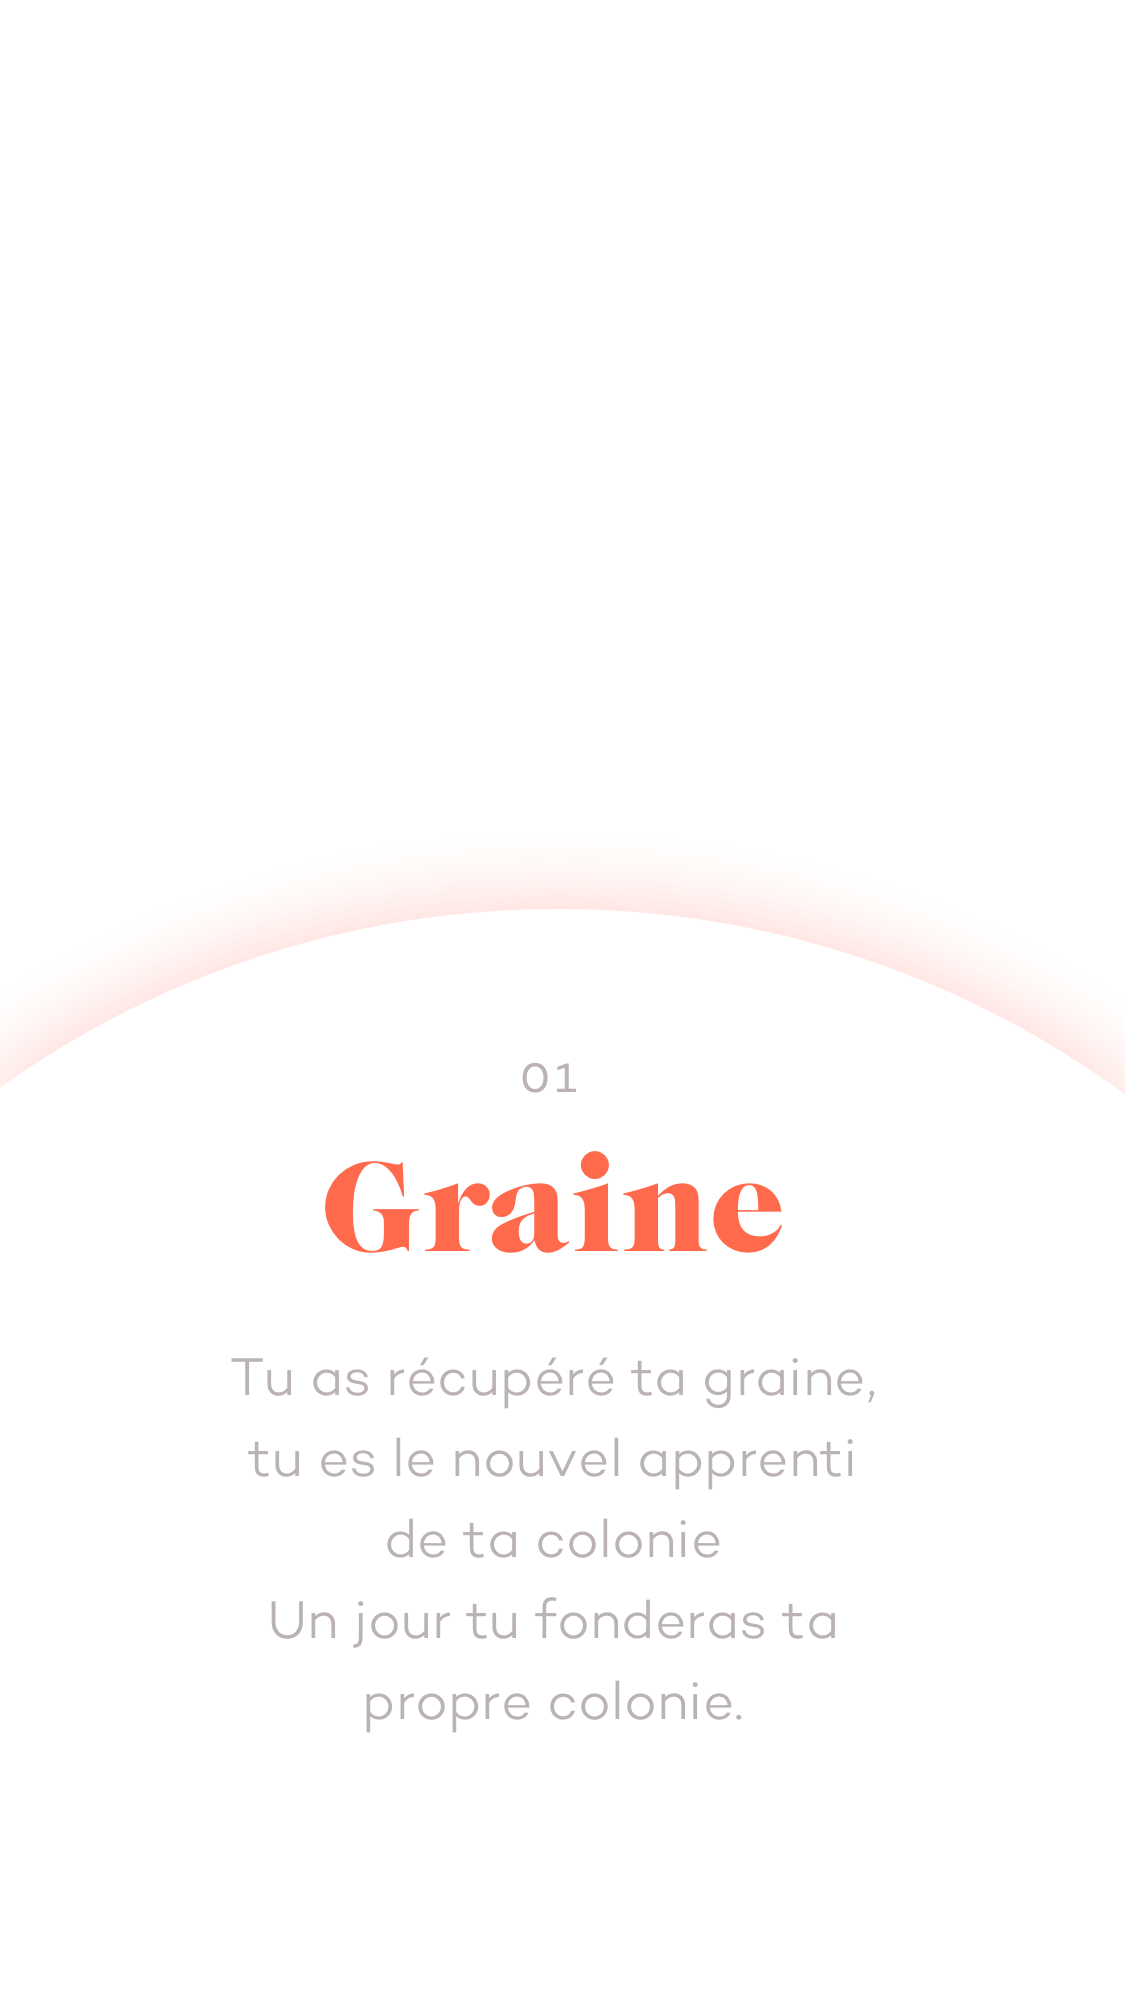 01
Graine
Tu as récupéré ta graine,
tu es le nouvel apprenti
de ta colonie
Un jour tu fonderas ta
propre colonie.